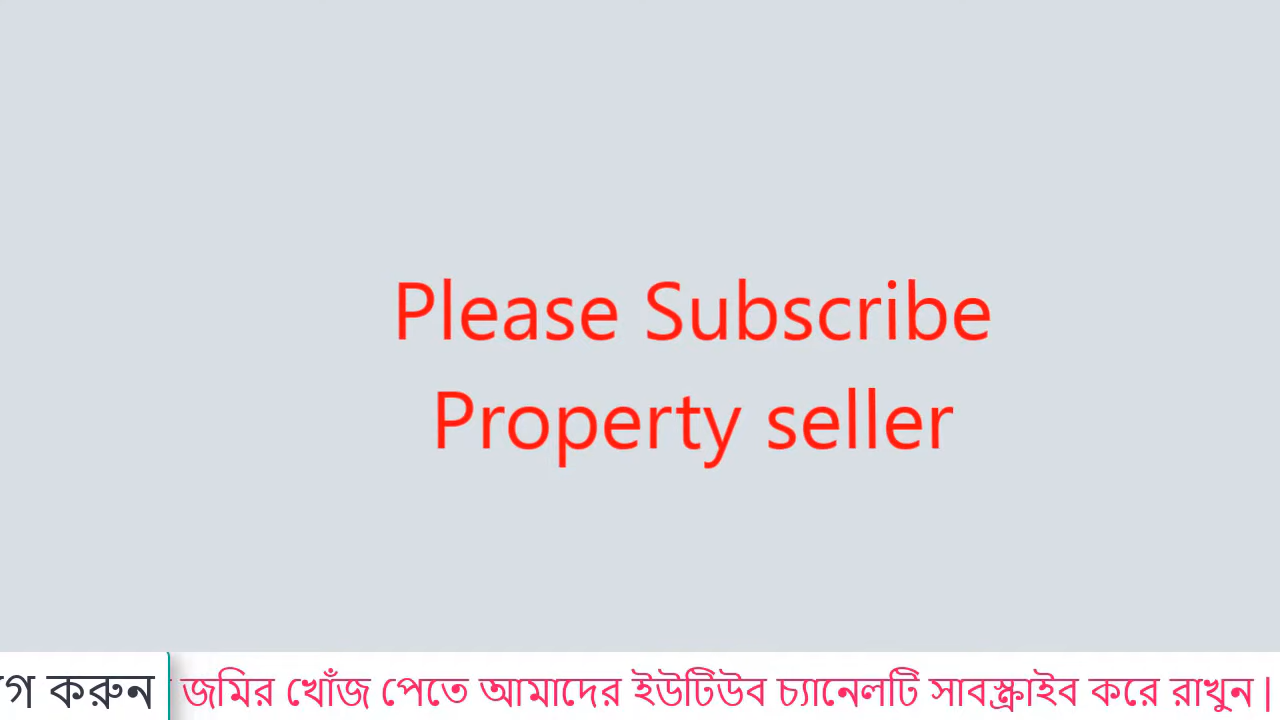 Please Subscribe
Property seller
করুন জমির খোঁজ পেতে আমাদের ইউটিউব চ্যানেলটি সাবস্ক্রাইব করে রাখুন |